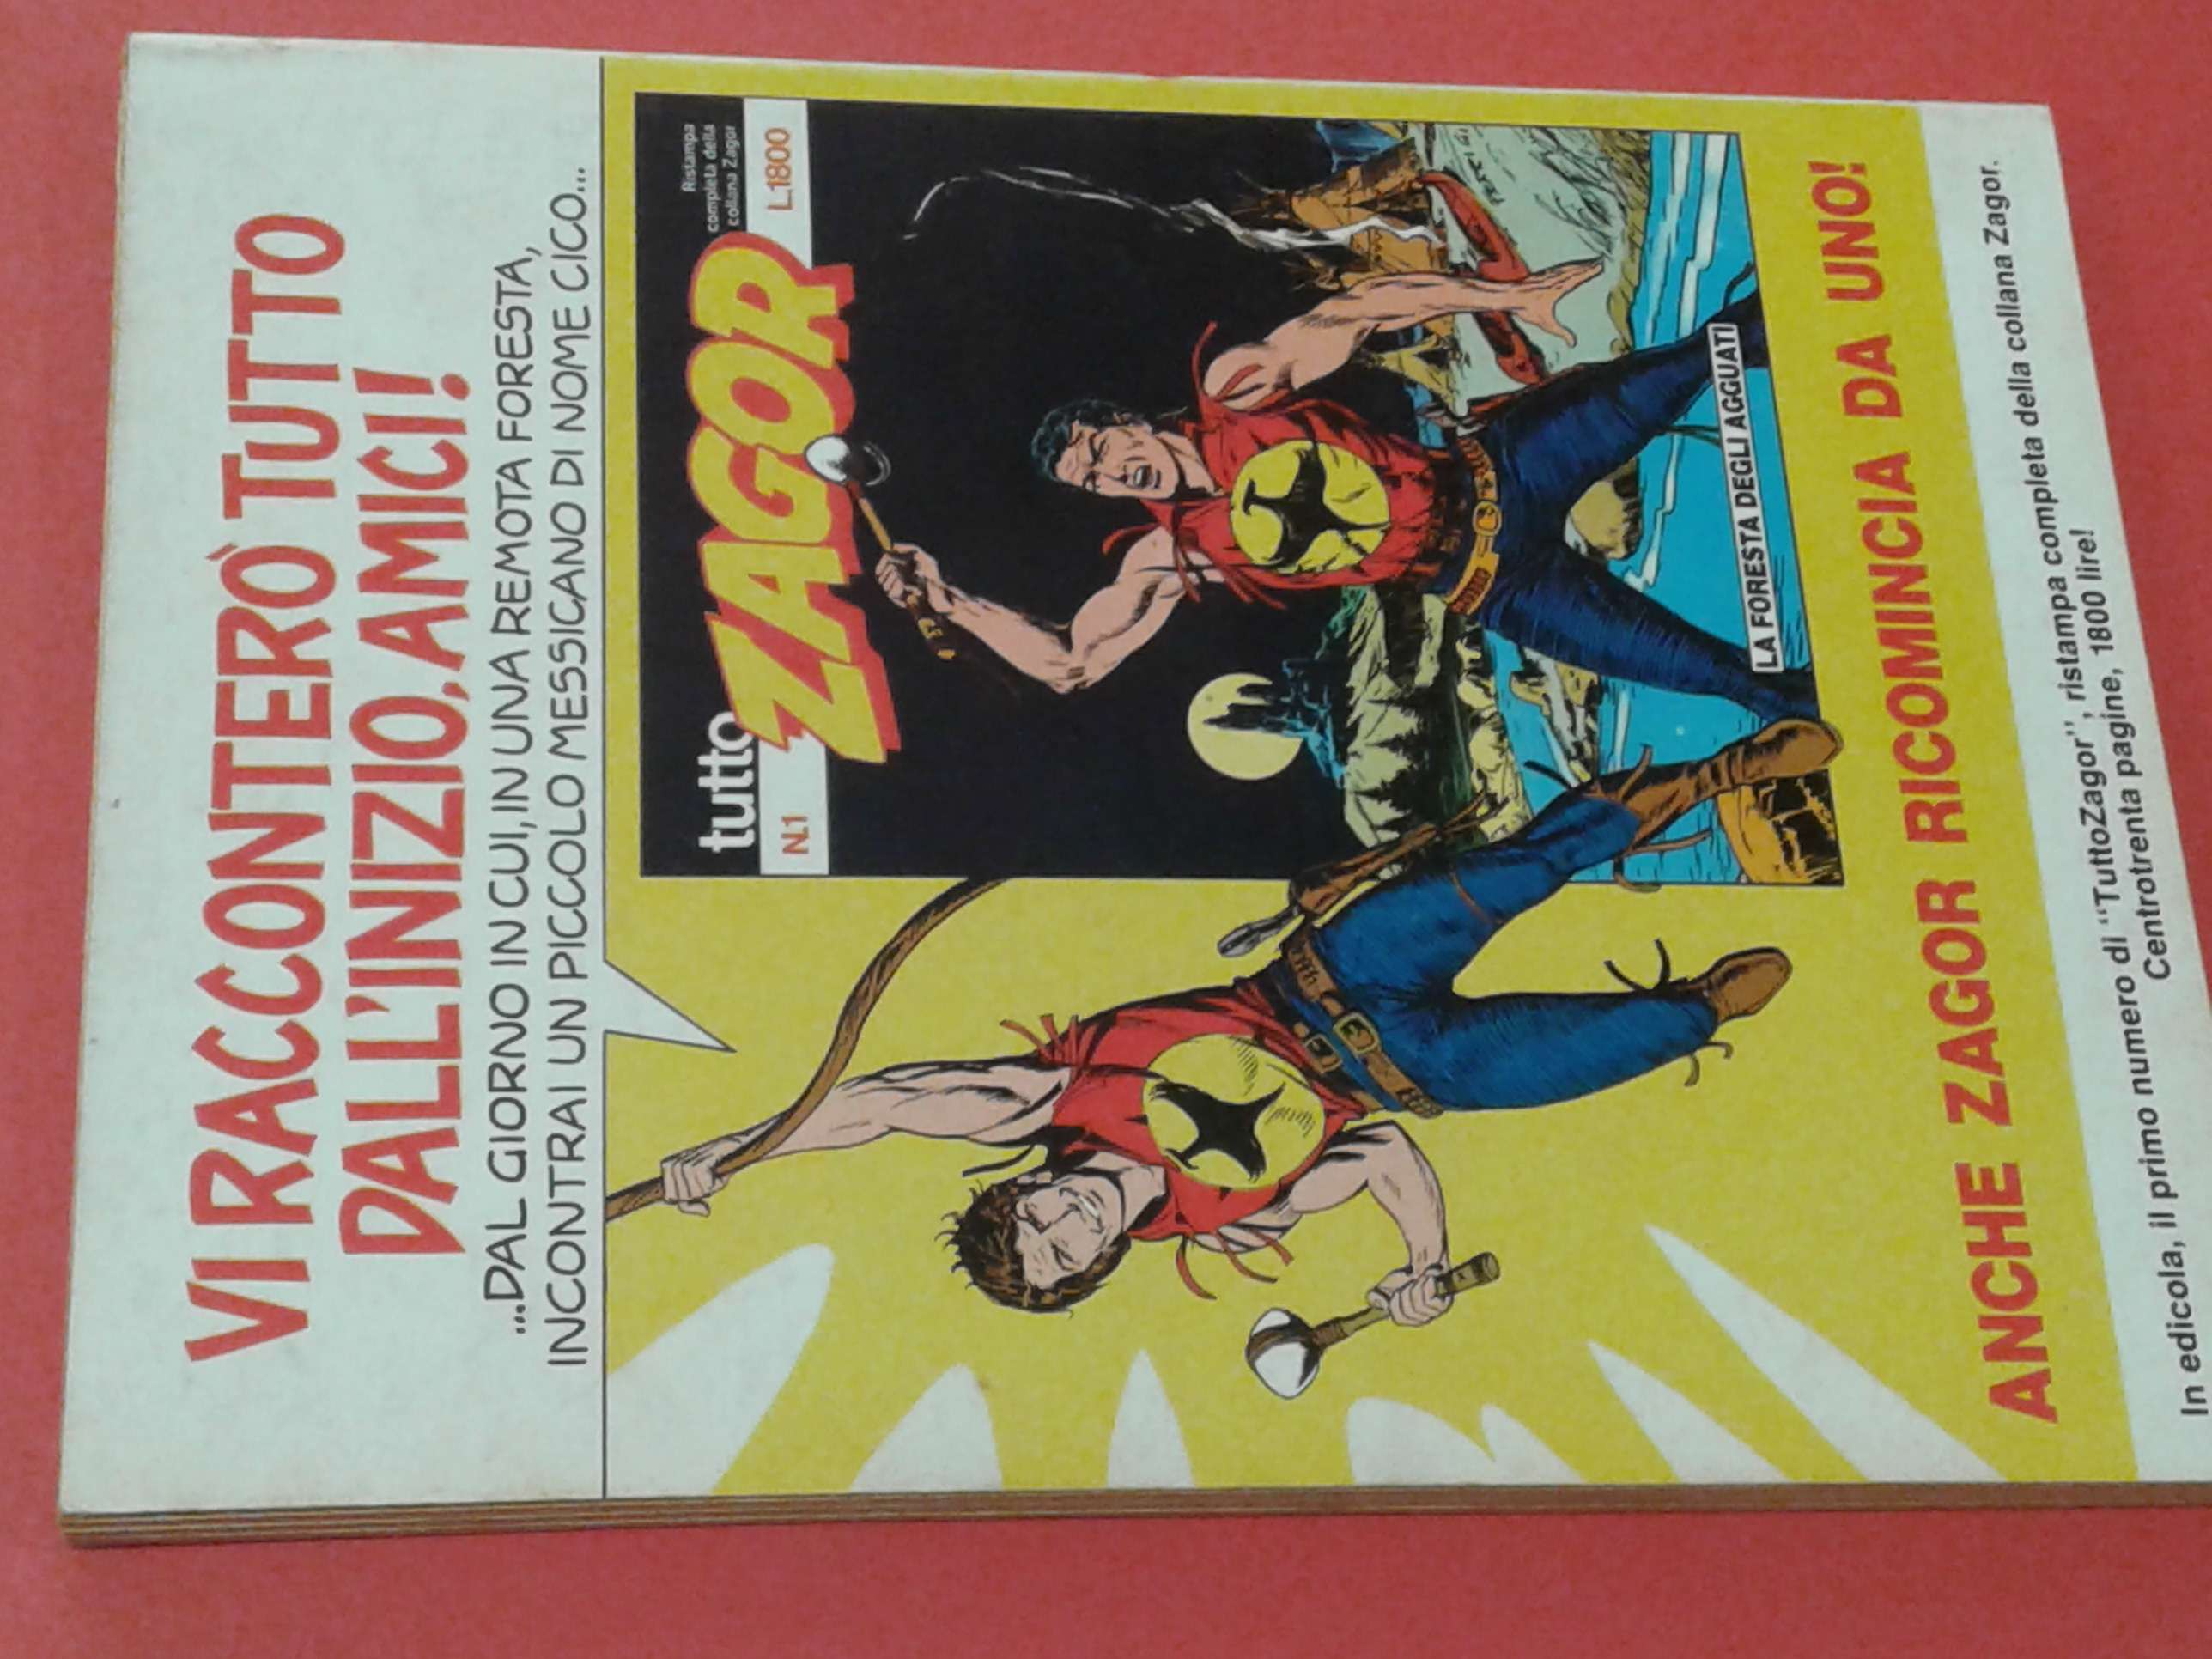 VI RACCONTERÒ TUTTO
DALL'INIZIO, AMICI!
...DAL GIORNO IN CUI, IN UNA REMOTA FORESTA,
INCONTRAI UN PICCOLO MESSICANO DI NOME CICO...
tutto
Ristampa
completa della
collana Zagor
ZAGOR
N.1
L.1800
FERRI G.
LA FORESTA DEGLI AGGUATI
ANCHE ZAGOR RICOMINCIA DA UNO!
In edicola, il primo numero di "TuttoZagor", ristampa completa della collana Zagor.
Centrotrenta pagine, 1800 lire!